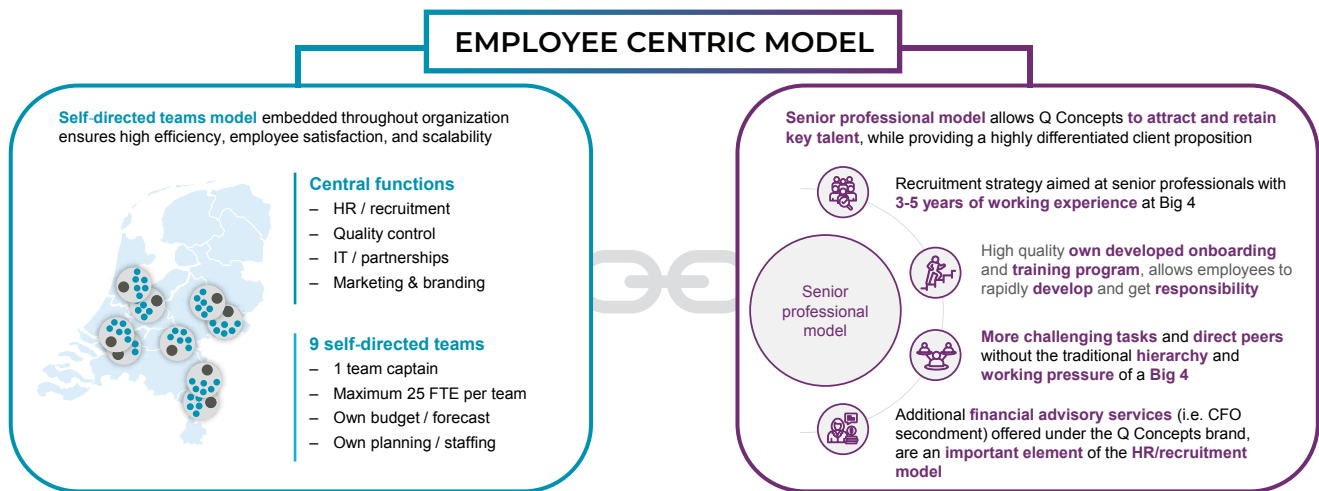 EMPLOYEE CENTRIC MODEL
Self-directed teams model embedded throughout organization
ensures high efficiency, employee satisfaction, and scalability
Central functions
– HR / recruitment
– Quality control
– IT / partnerships
– Marketing & branding
9 self-directed teams
– 1 team captain
– Maximum 25 FTE per team
– Own budget / forecast
– Own planning / staffing
Senior professional model allows Q Concepts to attract and retain
key talent, while providing a highly differentiated client proposition
Senior
professional
model
Recruitment strategy aimed at senior professionals with
3-5 years of working experience at Big 4
High quality own developed onboarding
and training program, allows employees to
rapidly develop and get responsibility
More challenging tasks and direct peers
without the traditional hierarchy and
working pressure of a Big 4
Additional financial advisory services (i.e. CFO
secondment) offered under the Q Concepts brand,
are an important element of the HR/recruitment
model